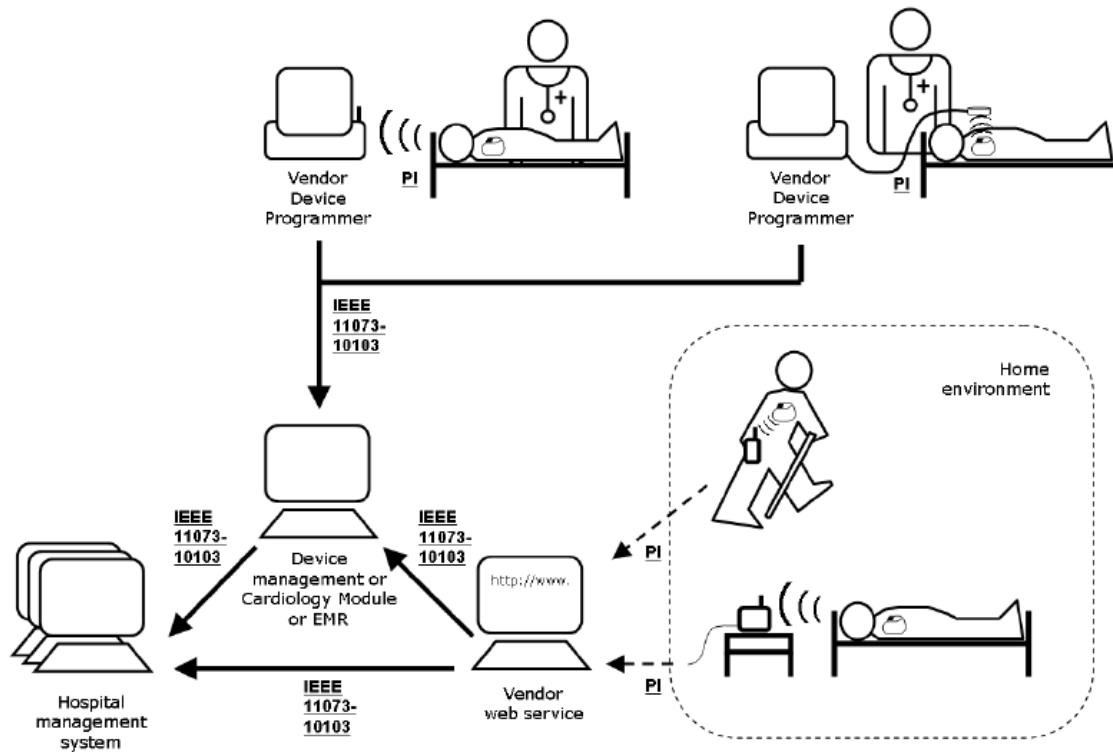 PI
Vendor
Device
Programmer
PI
Vendor
Device
Programmer
IEEE
11073-
10103
Home
environment
IEEE
11073-
10103
IEEE
11073-
10103
PI
Device
management or
Cardiology Module
or EMR
http://www.
PI
Vendor
web service
IEEE
11073-
10103
Hospital
management
system